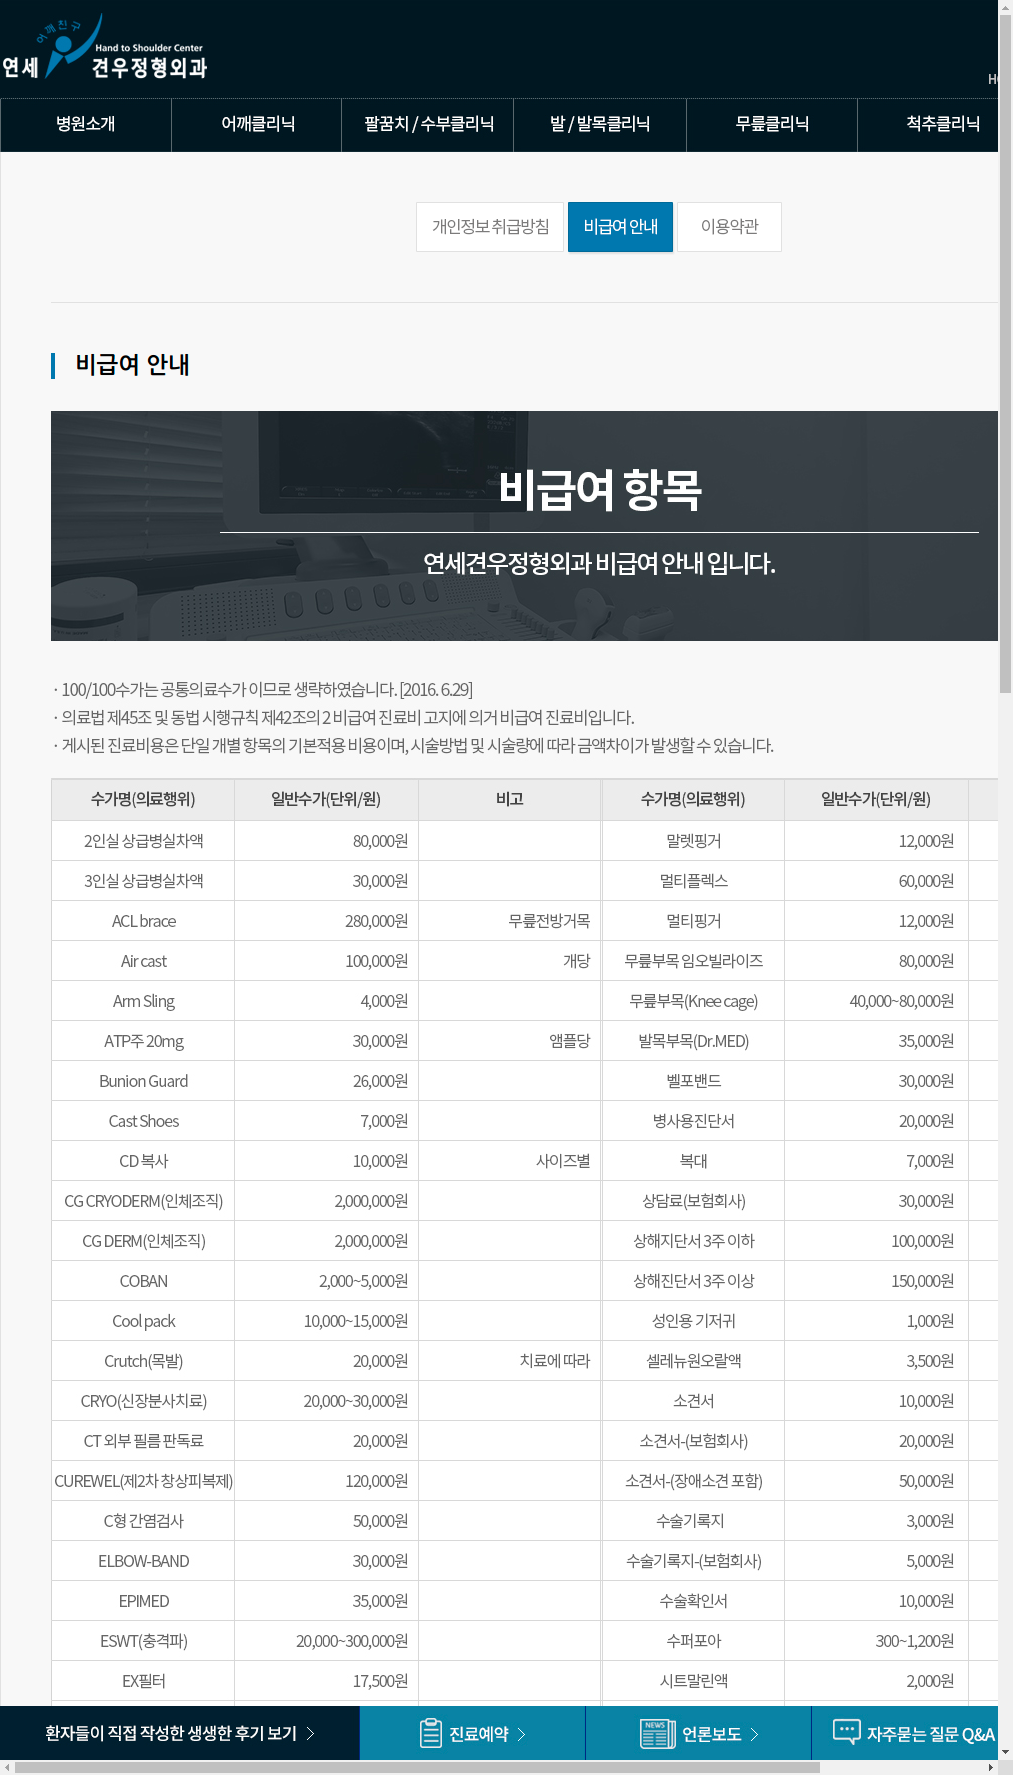 어깨친구
Hand to Shoulder Center
연세 견우정형외과
병원소개 어깨클리닉 팔꿈치 / 수부클리닉 발 / 발목클리닉 무릎클리닉 척추클리닉
개인정보 취급방침 비급여 안내 이용약관
비급여 안내
비급여 항목
연세견우정형외과 비급여 안내 입니다.
· 100/100수가는 공통의료수가 이므로 생략하였습니다. [2016. 6.29]
· 의료법 제45조 및 동법 시행규칙 제42조의 2 비급여 진료비 고지에 의거 비급여 진료비입니다.
· 게시된 진료비용은 단일 개별 항목의 기본적용 비용이며, 시술방법 및 시술량에 따라 금액차이가 발생할 수 있습니다.
수가명(의료행위) 일반수가(단위/원) 비고 수가명(의료행위) 일반수가(단위/원)
2인실 상급병실차액 80,000원 말렛핑거 12,000원
3인실 상급병실차액 30,000원 멀티플렉스 60,000원
ACL brace 280,000원 무릎전방거목 멀티핑거 12,000원
Air cast 100,000원 개당 무릎부목 임오빌라이즈 80,000원
Arm Sling 4,000원 무릎부목(Knee cage) 40,000~80,000원
ATP주 20mg 30,000원 앰플당 발목부목(Dr.MED) 35,000원
Bunion Guard 26,000원 벨포밴드 30,000원
Cast Shoes 7,000원 병사용진단서 20,000원
CD 복사 10,000원 사이즈별 복대 7,000원
CG CRYODERM(인체조직) 2,000,000원 상담료(보험회사) 30,000원
CG DERM(인체조직) 2,000,000원 상해지단서 3주 이하 100,000원
COBAN 2,000~5,000원 상해진단서 3주 이상 150,000원
Cool pack 10,000~15,000원 성인용 기저귀 1,000원
Crutch(목발) 20,000원 치료에 따라 셀레뉴원오랄액 3,500원
CRYO(신장분사치료) 20,000~30,000원 소견서 10,000원
CT 외부 필름 판독료 20,000원 소견서-(보험회사) 20,000원
CUREWEL(제2차 창상피복제) 120,000원 소견서-(장애소견 포함) 50,000원
C형 간염검사 50,000원 수술기록지 3,000원
ELBOW-BAND 30,000원 수술기록지-(보험회사) 5,000원
EPIMED 35,000원 수술확인서 10,000원
ESWT(충격파) 20,000~300,000원 수퍼포아 300~1,200원
EX필터 17,500원 시트말린액 2,000원
환자들이 직접 작성한 생생한 후기 보기 진료예약 NEWS 언론보도 자주묻는 질문 Q&A